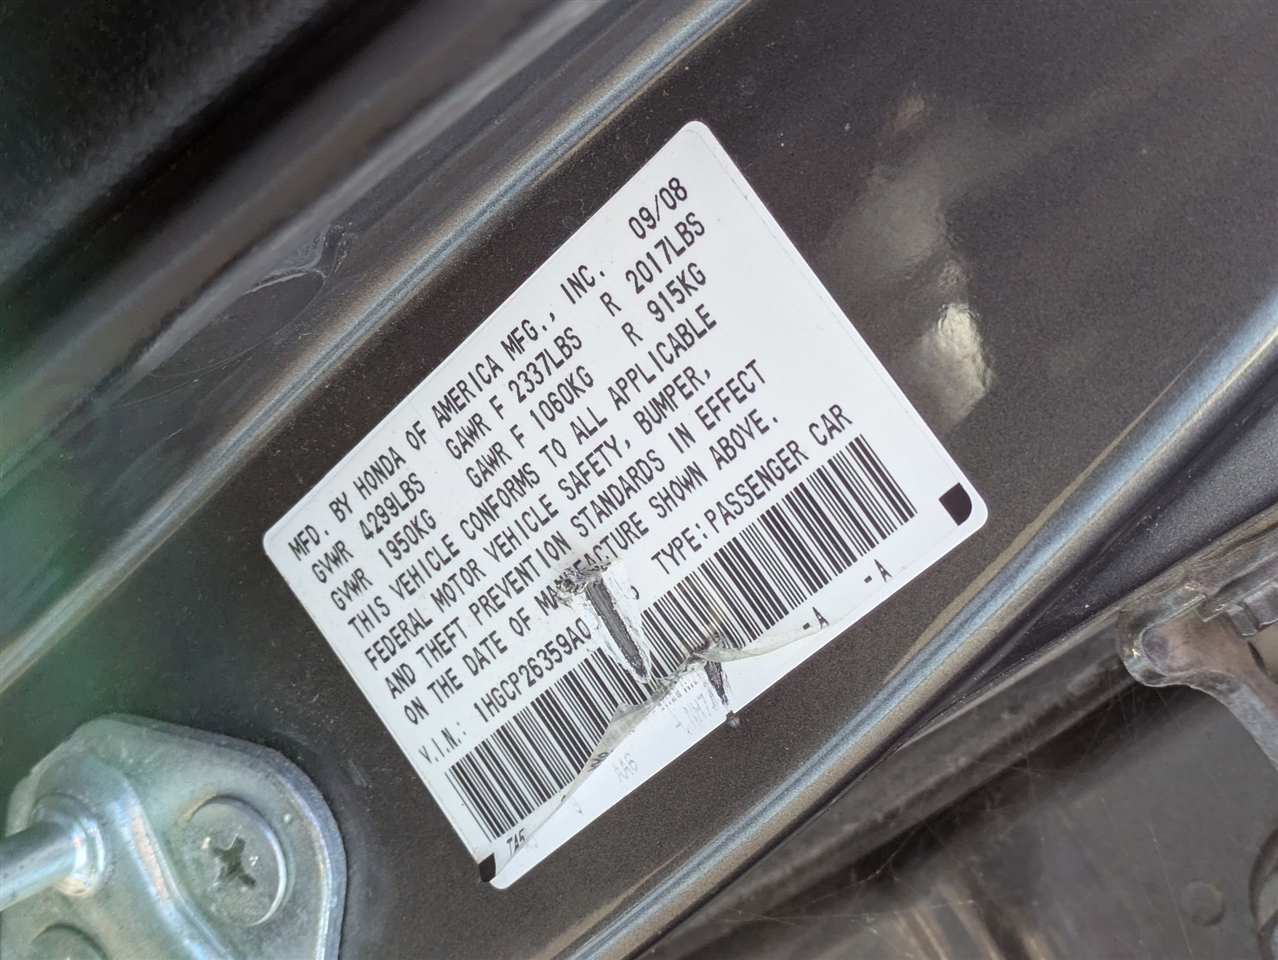 MFD. BY HONDA OF AMERICA MFG., INC. 09/08
GVWR 4299LBS GAWR F 2337LBS R 2017LBS
GVWR 1950KG GAWR F 1060KG R 915KG
THIS VEHICLE CONFORMS TO ALL APPLICABLE
FEDERAL MOTOR VEHICLE SAFETY, BUMPER,
AND THEFT PREVENTION STANDARDS IN EFFECT
ON THE DATE OF MANUFACTURE SHOWN ABOVE.
V.I.N.: TYPE: PASSENGER CAR
TA5 -A -A
AA6